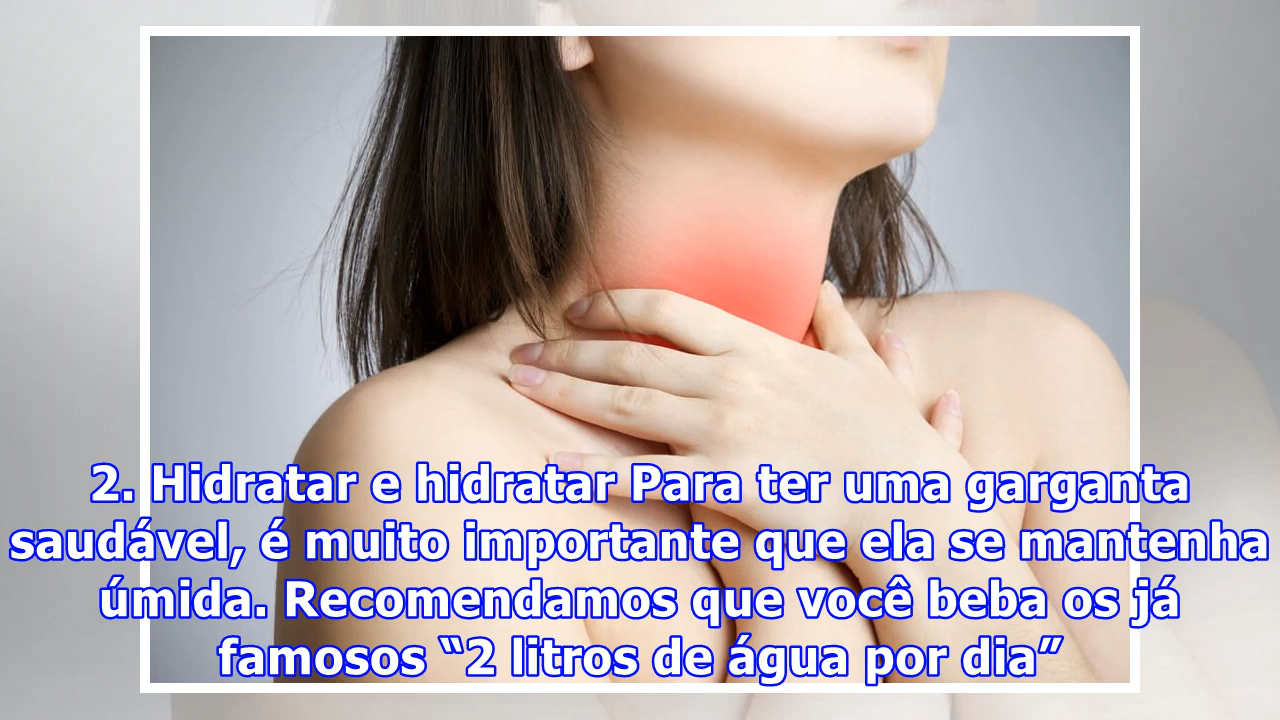 2. Hidratar e hidratar Para ter uma garganta
saudável, é muito importante que ela se mantenha
úmida. Recomendamos que você beba os já
famosos “2 litros de água por dia”